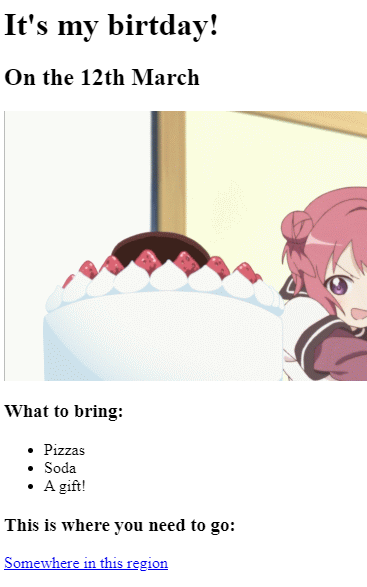 It's my birtday!
On the 12th March
What to bring:
Pizzas
Soda
A gift!
This is where you need to go:
Somewhere in this region